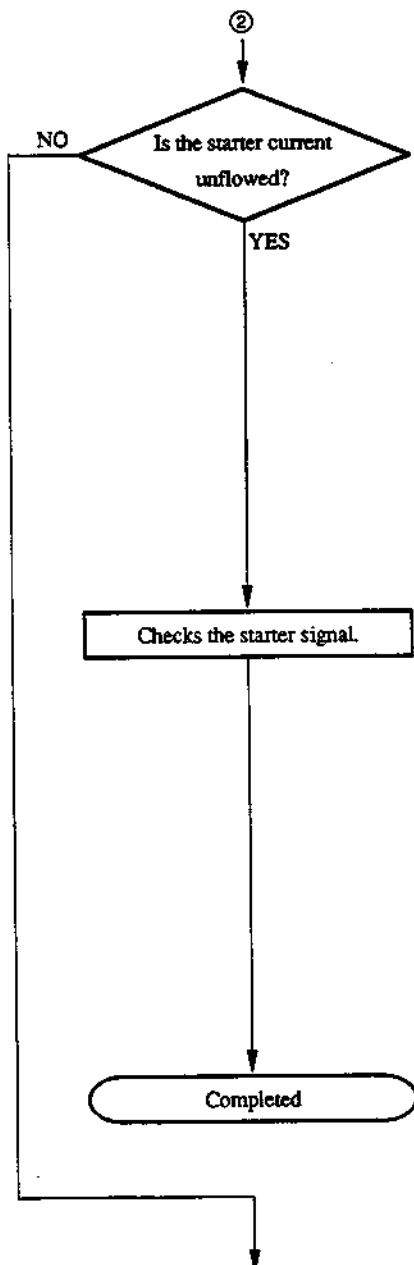 ②
NO
Is the starter current
unflowed?
YES
Checks the starter signal.
Completed